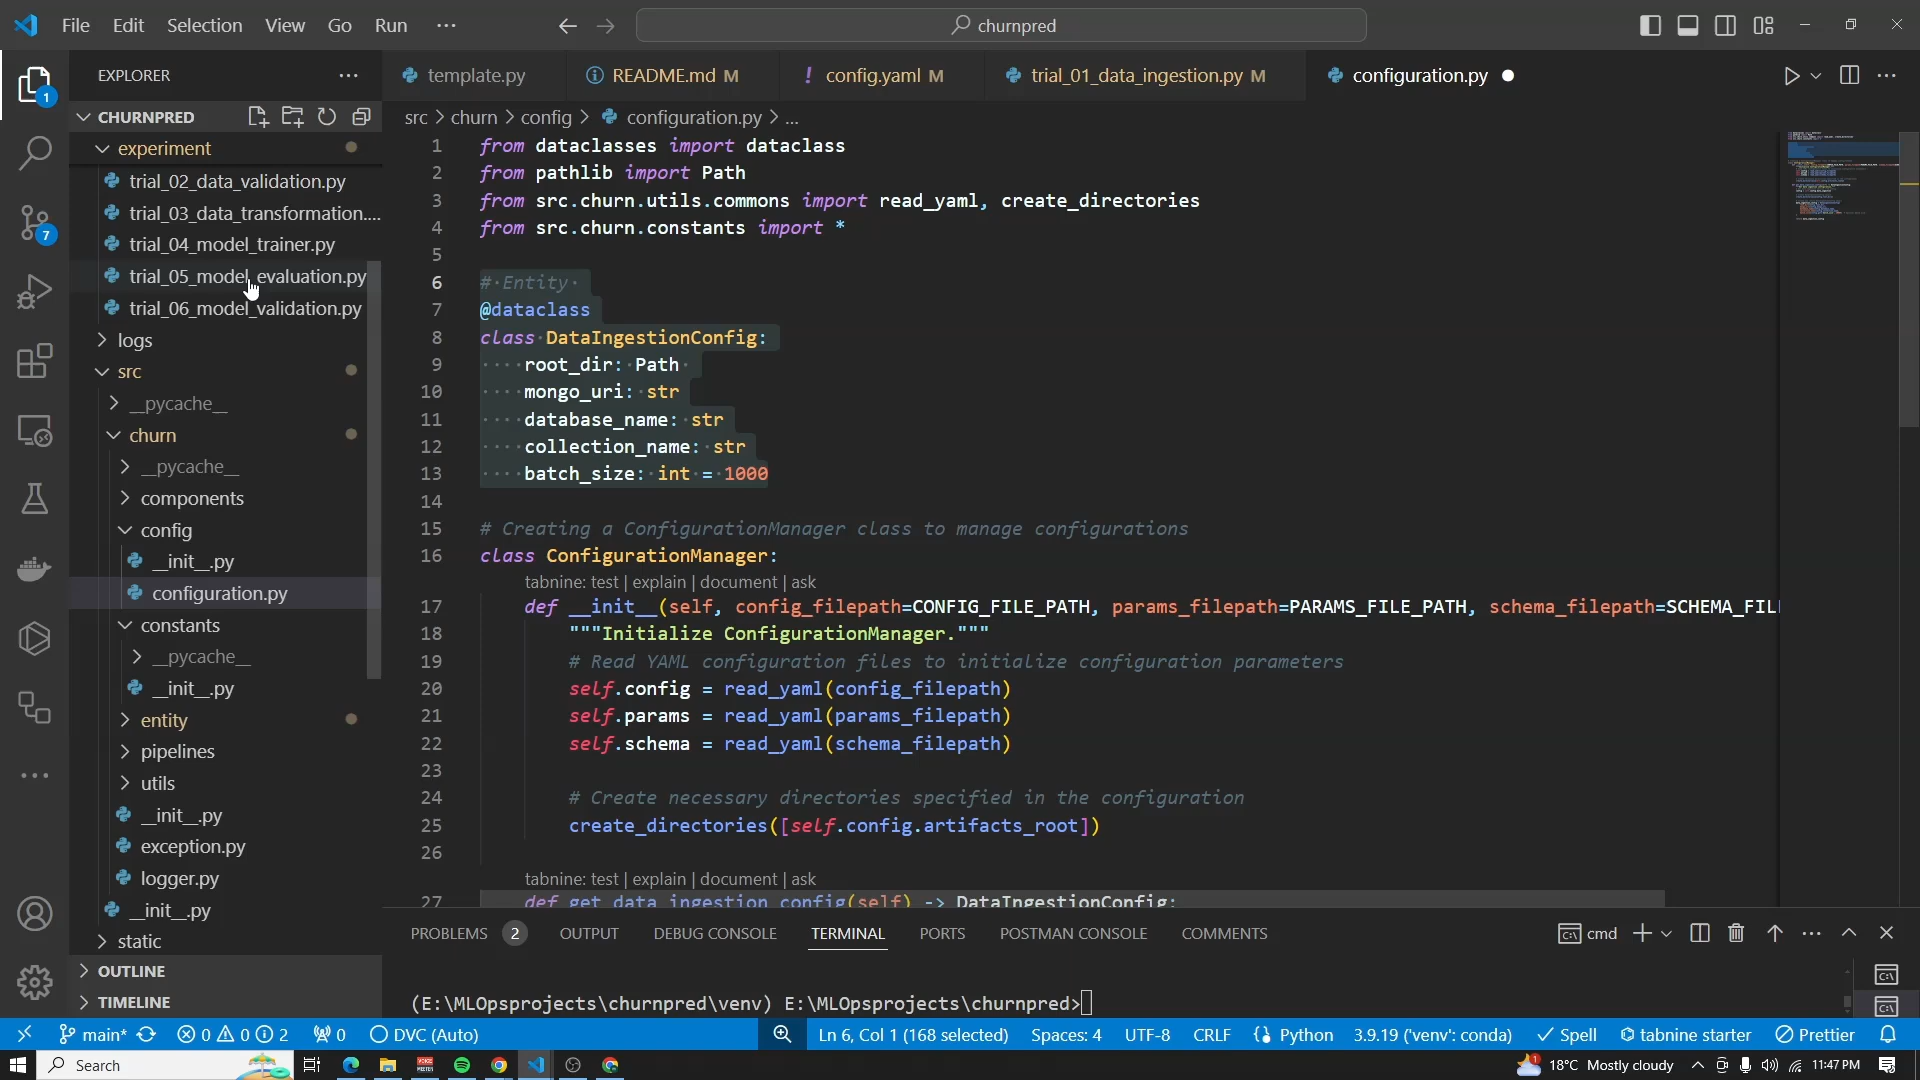 File Edit Selection View Go Run ···
churnpred
EXPLORER
template.py
README.md M
! config.yaml M
trial_01_data_ingestion.py M
configuration.py
CHURNPRED
src > churn > config > configuration.py > ...
experiment
trial_02_data_validation.py
trial_03_data_transformation....
trial_04_model_trainer.py
trial_05_model_evaluation.py
trial_06_model_validation.py
logs
src
__pycache__
churn
__pycache__
components
config
__init__.py
configuration.py
constants
__pycache__
__init__.py
entity
pipelines
utils
__init__.py
exception.py
logger.py
__init__.py
static
OUTLINE
TIMELINE
1
7
1 from dataclasses import dataclass
2 from pathlib import Path
3 from src.churn.utils.commons import read_yaml, create_directories
4 from src.churn.constants import *
5
6 # Entity
7 @dataclass
8 class DataIngestionConfig:
9 root_dir: Path
10 mongo_uri: str
11 database_name: str
12 collection_name: str
13 batch_size: int = 1000
14
15 # Creating a ConfigurationManager class to manage configurations
16 class ConfigurationManager:
tabnine: test | explain | document | ask
17 def __init__(self, config_filepath=CONFIG_FILE_PATH, params_filepath=PARAMS_FILE_PATH, schema_filepath=SCHEMA_FIL
18 """Initialize ConfigurationManager."""
19 # Read YAML configuration files to initialize configuration parameters
20 self.config = read_yaml(config_filepath)
21 self.params = read_yaml(params_filepath)
22 self.schema = read_yaml(schema_filepath)
23
24 # Create necessary directories specified in the configuration
25 create_directories([self.config.artifacts_root])
26
tabnine: test | explain | document | ask
27 def get_data_ingestion_config(self) -> DataIngestionConfig:
PROBLEMS 2 OUTPUT DEBUG CONSOLE TERMINAL PORTS POSTMAN CONSOLE COMMENTS
cmd
(E:\MLOpsprojects\churnpred\venv) E:\MLOpsprojects\churnpred>
main* 0 0 2 0 DVC (Auto) Ln 6, Col 1 (168 selected) Spaces: 4 UTF-8 CRLF Python 3.9.19 ('venv': conda) Spell tabnine starter Prettier
Search
18°C Mostly cloudy
11:47 PM